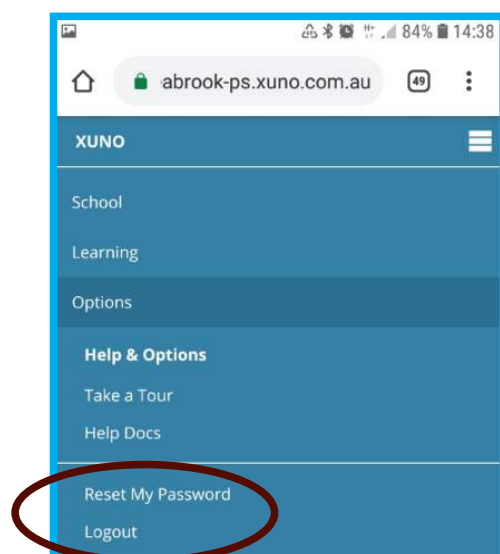 84% 14:38
abrook-ps.xuno.com.au 49
XUNO
School
Learning
Options
Help & Options
Take a Tour
Help Docs
Reset My Password
Logout